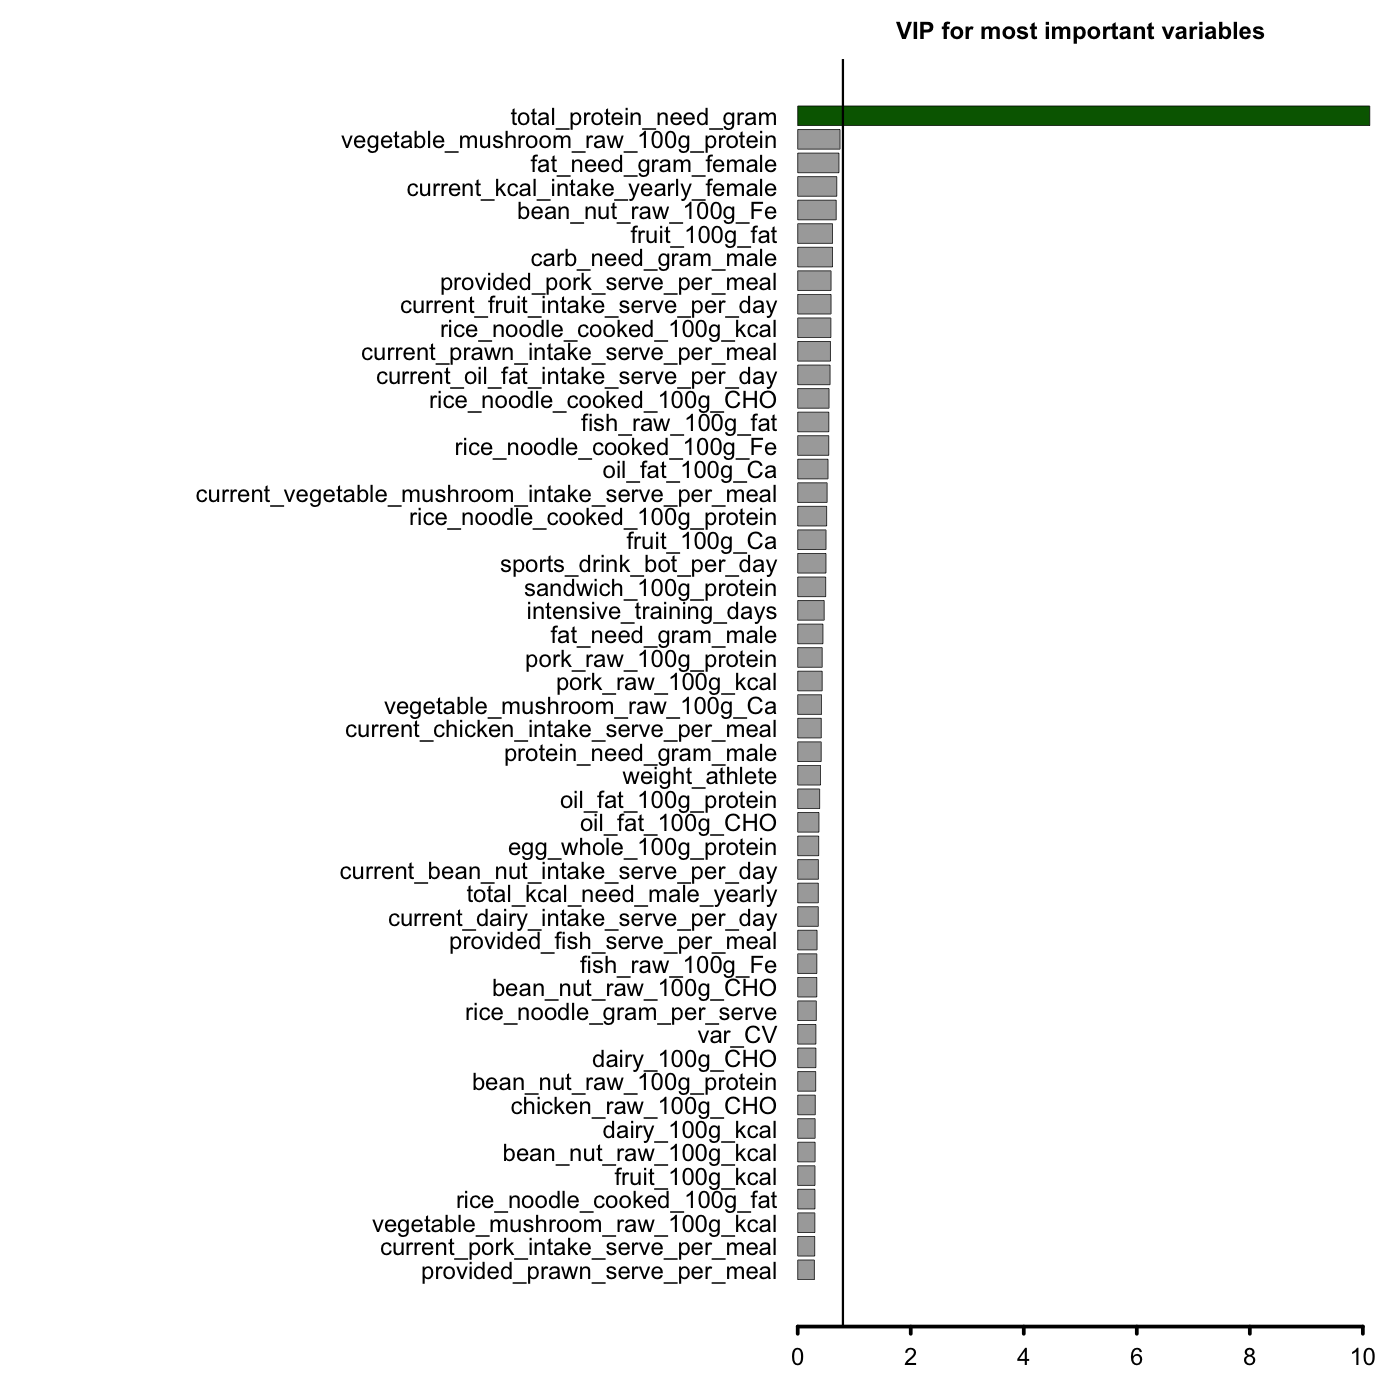 VIP for most important variables
total_protein_need_gram
vegetable_mushroom_raw_100g_protein
fat_need_gram_female
current_kcal_intake_yearly_female
bean_nut_raw_100g_Fe
fruit_100g_fat
carb_need_gram_male
provided_pork_serve_per_meal
current_fruit_intake_serve_per_day
rice_noodle_cooked_100g_kcal
current_prawn_intake_serve_per_meal
current_oil_fat_intake_serve_per_day
rice_noodle_cooked_100g_CHO
fish_raw_100g_fat
rice_noodle_cooked_100g_Fe
oil_fat_100g_Ca
current_vegetable_mushroom_intake_serve_per_meal
rice_noodle_cooked_100g_protein
fruit_100g_Ca
sports_drink_bot_per_day
sandwich_100g_protein
intensive_training_days
fat_need_gram_male
pork_raw_100g_protein
pork_raw_100g_kcal
vegetable_mushroom_raw_100g_Ca
current_chicken_intake_serve_per_meal
protein_need_gram_male
weight_athlete
oil_fat_100g_protein
oil_fat_100g_CHO
egg_whole_100g_protein
current_bean_nut_intake_serve_per_day
total_kcal_need_male_yearly
current_dairy_intake_serve_per_day
provided_fish_serve_per_meal
fish_raw_100g_Fe
bean_nut_raw_100g_CHO
rice_noodle_gram_per_serve
var_CV
dairy_100g_CHO
bean_nut_raw_100g_protein
chicken_raw_100g_CHO
dairy_100g_kcal
bean_nut_raw_100g_kcal
fruit_100g_kcal
rice_noodle_cooked_100g_fat
vegetable_mushroom_raw_100g_kcal
current_pork_intake_serve_per_meal
provided_prawn_serve_per_meal
0 2 4 6 8 10